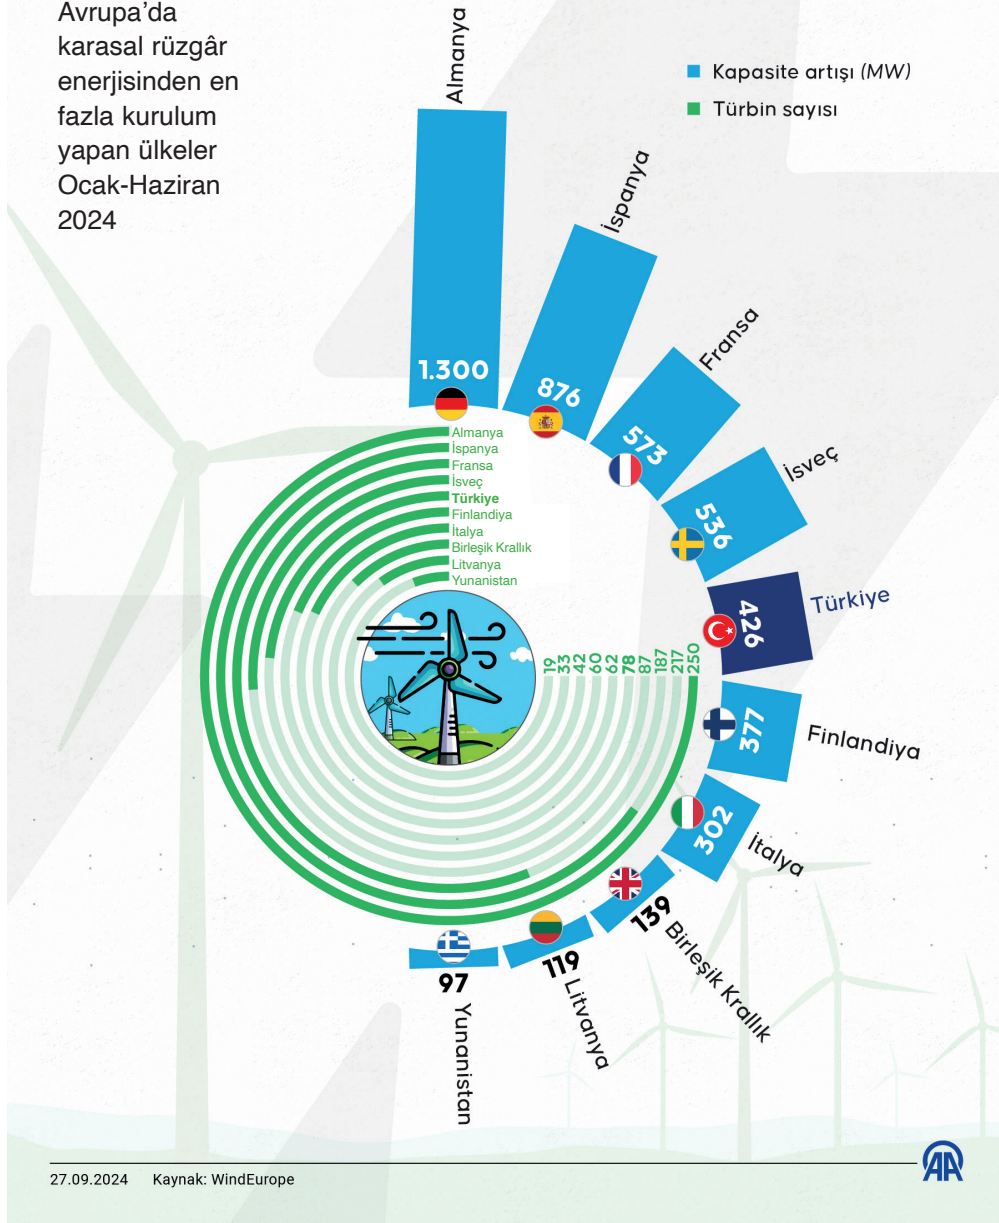 Avrupa'da
karasal rüzgâr
enerjisinden en
fazla kurulum
yapan ülkeler
Ocak-Haziran
2024
Kapasite artışı (MW)
Türbin sayısı
Almanya
1.300
İspanya
876
Fransa
573
İsveç
536
Türkiye
426
Finlandiya
377
İtalya
302
Birleşik Krallık
139
Litvanya
119
Yunanistan
97
Almanya
İspanya
Fransa
İsveç
Türkiye
Finlandiya
İtalya
Birleşik Krallık
Litvanya
Yunanistan
19
33
42
60
62
78
87
187
217
250
27.09.2024 Kaynak: WindEurope
AA